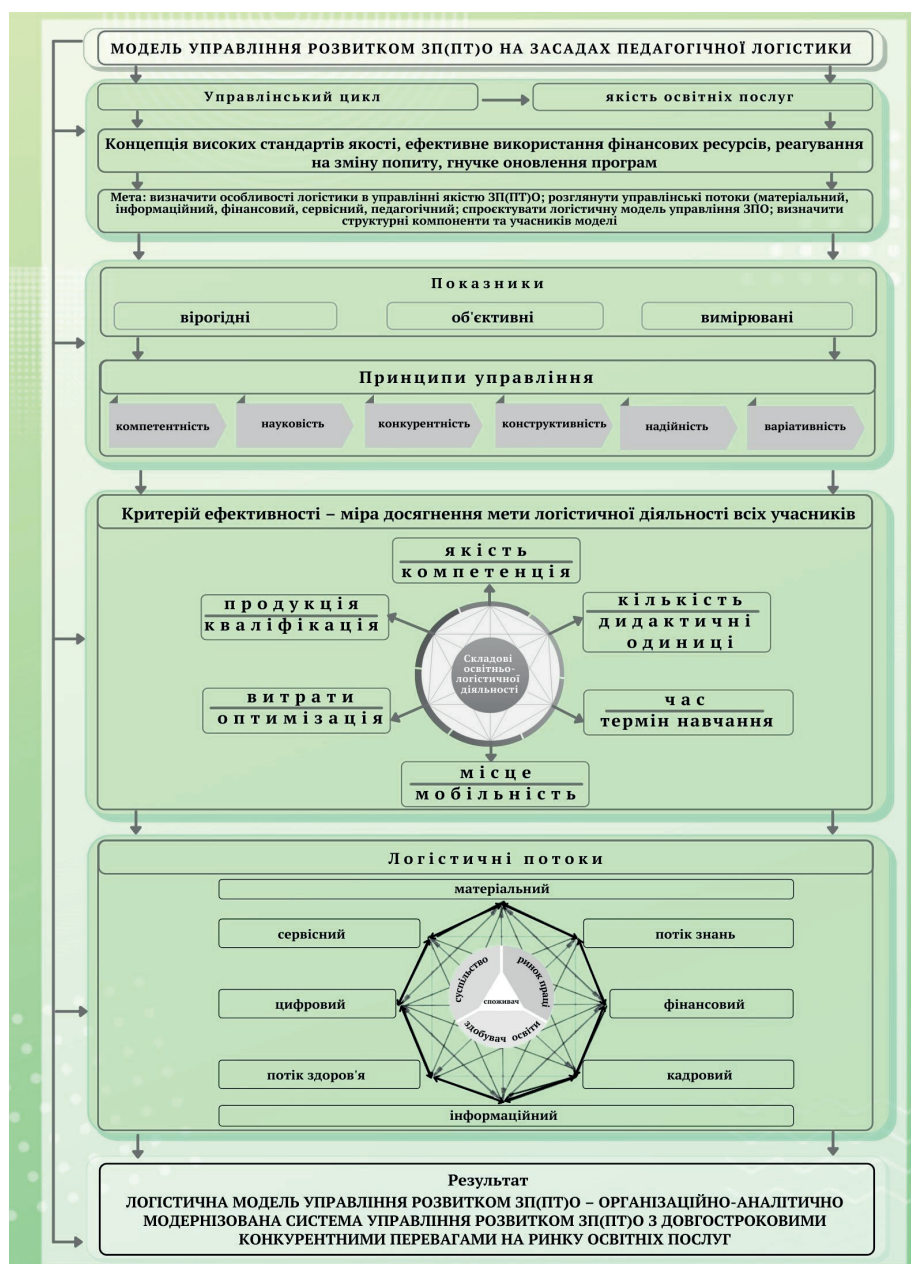 МОДЕЛЬ УПРАВЛІННЯ РОЗВИТКОМ ЗП(ПТ)О НА ЗАСАДАХ ПЕДАГОГІЧНОЇ ЛОГІСТИКИ
Управлінський цикл
якість освітніх послуг
Концепція високих стандартів якості, ефективне використання фінансових ресурсів, реагування
на зміну попиту, гнучке оновлення програм
Мета: визначити особливості логістики в управлінні якістю ЗП(ПТ)О; розглянути управлінські потоки (матеріальний,
інформаційний, фінансовий, сервісний, педагогічний; спроєктувати логістичну модель управління ЗПО; визначити
структурні компоненти та учасників моделі
Показники
вірогідні
об'єктивні
вимірювані
Принципи управління
компетентність
науковість
конкурентність
конструктивність
надійність
варіативність
Критерій ефективності – міра досягнення мети логістичної діяльності всіх учасників
якість
компетенція
продукція
кваліфікація
кількість
дидактичні
одиниці
Складові
освітньо-
логістичної
діяльності
витрати
оптимізація
час
термін навчання
місце
мобільність
Логістичні потоки
матеріальний
сервісний
потік знань
суспільство
ринок праці
споживач
здобувач освіти
цифровий
фінансовий
потік здоров'я
кадровий
інформаційний
Результат
ЛОГІСТИЧНА МОДЕЛЬ УПРАВЛІННЯ РОЗВИТКОМ ЗП(ПТ)О – ОРГАНІЗАЦІЙНО-АНАЛІТИЧНО
МОДЕРНІЗОВАНА СИСТЕМА УПРАВЛІННЯ РОЗВИТКОМ ЗП(ПТ)О З ДОВГОСТРОКОВИМИ
КОНКУРЕНТНИМИ ПЕРЕВАГАМИ НА РИНКУ ОСВІТНІХ ПОСЛУГ